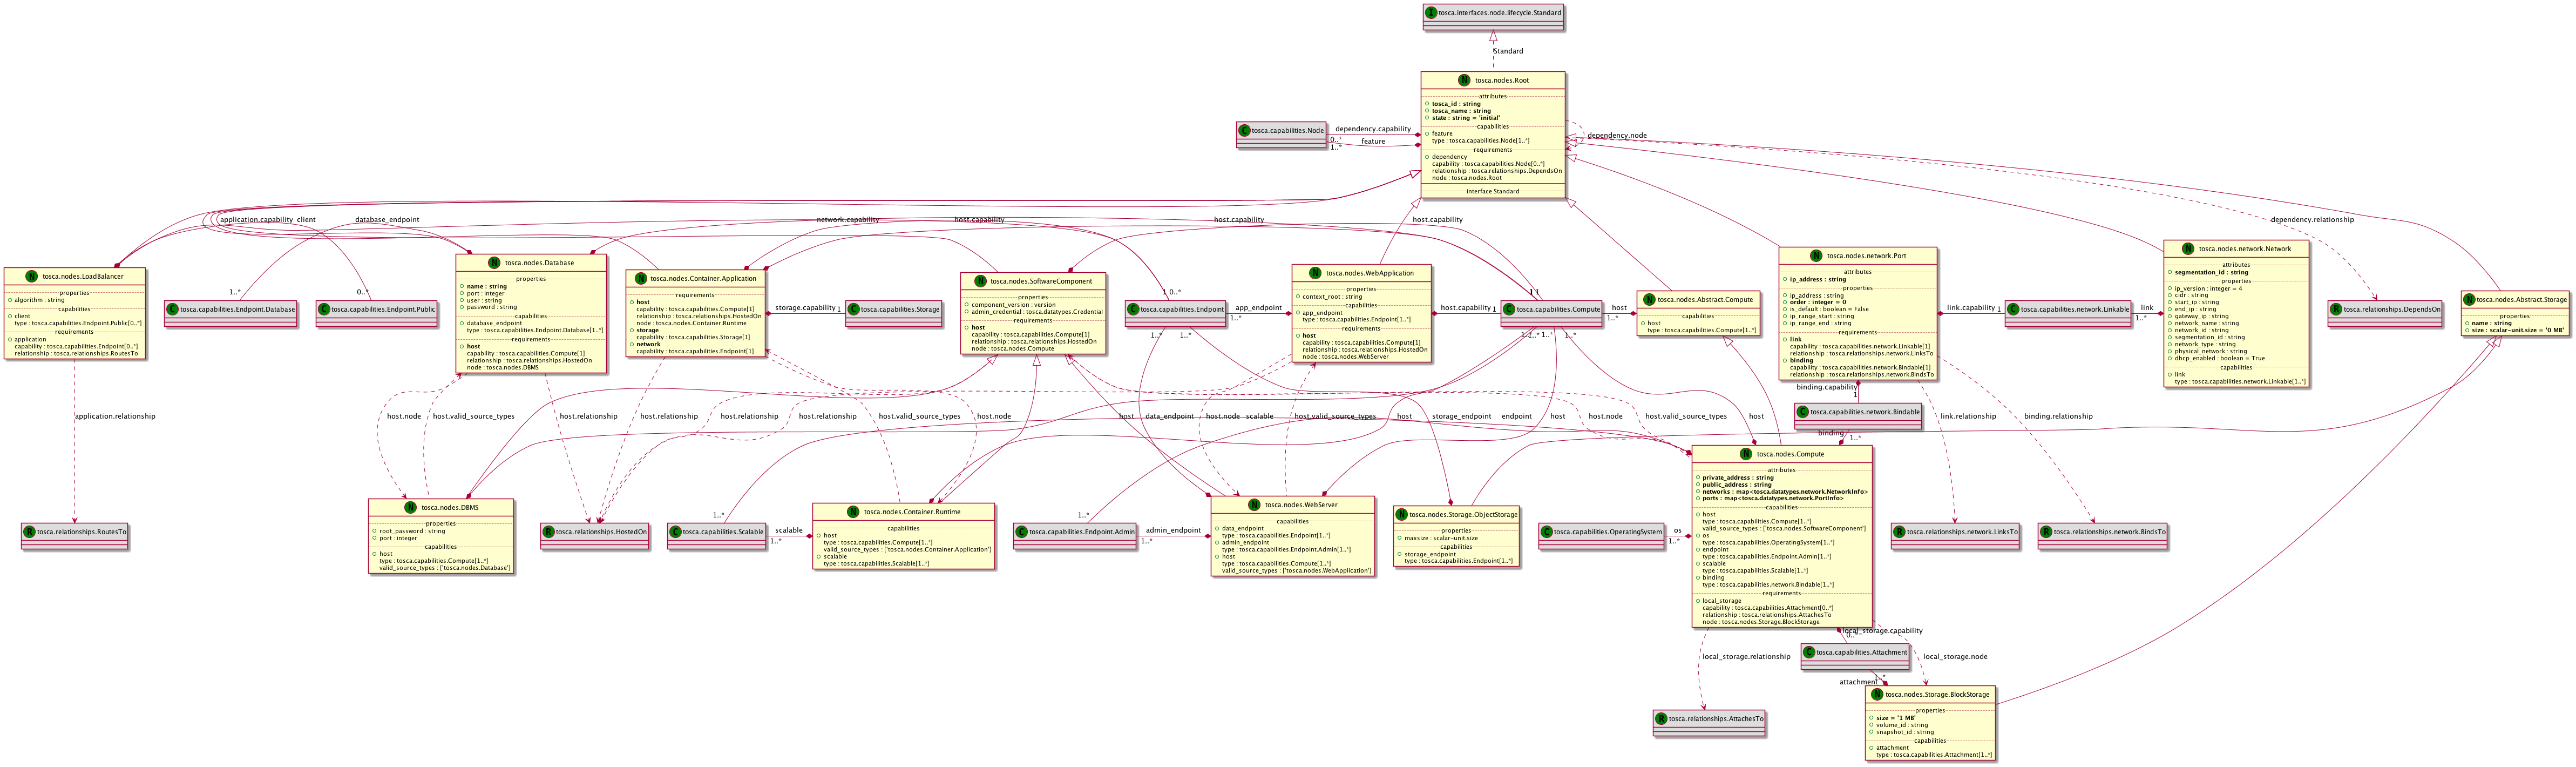 I tosca.interfaces.node.lifecycle.Standard
Standard
N tosca.nodes.Root
attributes
tosca_id : string
tosca_name : string
state : string = 'initial'
capabilities
feature
type : tosca.capabilities.Node[1..*]
requirements
dependency
capability : tosca.capabilities.Node[0..*]
relationship : tosca.relationships.DependsOn
node : tosca.nodes.Root
interface Standard
C tosca.capabilities.Node
dependency.capability
0..*
feature
1..*
dependency.node
dependency.relationship
application.capability
client
database_endpoint
network.capability
host.capability
host.capability
host.capability
N tosca.nodes.LoadBalancer
properties
algorithm : string
capabilities
client
type : tosca.capabilities.Endpoint.Public[0..*]
requirements
application
capability : tosca.capabilities.Endpoint[0..*]
relationship : tosca.relationships.RoutesTo
1..*
C tosca.capabilities.Endpoint.Database
0..*
C tosca.capabilities.Endpoint.Public
N tosca.nodes.Database
properties
name : string
port : integer
user : string
password : string
capabilities
database_endpoint
type : tosca.capabilities.Endpoint.Database[1..*]
requirements
host
capability : tosca.capabilities.Compute[1]
relationship : tosca.relationships.HostedOn
node : tosca.nodes.DBMS
N tosca.nodes.Container.Application
requirements
host
capability : tosca.capabilities.Compute[1]
relationship : tosca.relationships.HostedOn
node : tosca.nodes.Container.Runtime
storage
capability : tosca.capabilities.Storage[1]
network
capability : tosca.capabilities.Endpoint[1]
storage.capability
1
C tosca.capabilities.Storage
N tosca.nodes.SoftwareComponent
properties
component_version : version
admin_credential : tosca.datatypes.Credential
requirements
host
capability : tosca.capabilities.Compute[1]
relationship : tosca.relationships.HostedOn
node : tosca.nodes.Compute
1 0..*
C tosca.capabilities.Endpoint
1..*
1..*
app_endpoint
1..*
N tosca.nodes.WebApplication
properties
context_root : string
capabilities
app_endpoint
type : tosca.capabilities.Endpoint[1..*]
requirements
host
capability : tosca.capabilities.Compute[1]
relationship : tosca.relationships.HostedOn
node : tosca.nodes.WebServer
host.capability
1
1 1
C tosca.capabilities.Compute
host
1..*
1..*
N tosca.nodes.Abstract.Compute
capabilities
host
type : tosca.capabilities.Compute[1..*]
N tosca.nodes.network.Port
attributes
ip_address : string
properties
ip_address : string
order : integer = 0
is_default : boolean = False
ip_range_start : string
ip_range_end : string
requirements
link
capability : tosca.capabilities.network.Linkable[1]
relationship : tosca.relationships.network.LinksTo
binding
capability : tosca.capabilities.network.Bindable[1]
relationship : tosca.relationships.network.BindsTo
link.capability
1
C tosca.capabilities.network.Linkable
link
1..*
N tosca.nodes.network.Network
attributes
segmentation_id : string
properties
ip_version : integer = 4
cidr : string
start_ip : string
end_ip : string
gateway_ip : string
network_name : string
network_id : string
segmentation_id : string
network_type : string
physical_network : string
dhcp_enabled : boolean = True
capabilities
link
type : tosca.capabilities.network.Linkable[1..*]
R tosca.relationships.DependsOn
N tosca.nodes.Abstract.Storage
properties
name : string
size : scalar-unit.size = '0 MB'
application.relationship
host.node
host.valid_source_types
host.relationship
host.relationship
host.relationship
host.relationship
host.valid_source_types
host.node
host
data_endpoint
host.node
scalable
host.valid_source_types
host
storage_endpoint
endpoint
host
host.node
host.valid_source_types
host
binding.capability
1
C tosca.capabilities.network.Bindable
binding
1..*
link.relationship
binding.relationship
R tosca.relationships.RoutesTo
N tosca.nodes.DBMS
properties
root_password : string
port : integer
capabilities
host
type : tosca.capabilities.Compute[1..*]
valid_source_types : ['tosca.nodes.Database']
R tosca.relationships.HostedOn
1..*
C tosca.capabilities.Scalable
scalable
1..*
N tosca.nodes.Container.Runtime
capabilities
host
type : tosca.capabilities.Compute[1..*]
valid_source_types : ['tosca.nodes.Container.Application']
scalable
type : tosca.capabilities.Scalable[1..*]
1..*
C tosca.capabilities.Endpoint.Admin
admin_endpoint
1..*
N tosca.nodes.WebServer
capabilities
data_endpoint
type : tosca.capabilities.Endpoint[1..*]
admin_endpoint
type : tosca.capabilities.Endpoint.Admin[1..*]
host
type : tosca.capabilities.Compute[1..*]
valid_source_types : ['tosca.nodes.WebApplication']
N tosca.nodes.Storage.ObjectStorage
properties
maxsize : scalar-unit.size
capabilities
storage_endpoint
type : tosca.capabilities.Endpoint[1..*]
C tosca.capabilities.OperatingSystem
os
1..*
N tosca.nodes.Compute
attributes
private_address : string
public_address : string
networks : map<tosca.datatypes.network.NetworkInfo>
ports : map<tosca.datatypes.network.PortInfo>
capabilities
host
type : tosca.capabilities.Compute[1..*]
valid_source_types : ['tosca.nodes.SoftwareComponent']
os
type : tosca.capabilities.OperatingSystem[1..*]
endpoint
type : tosca.capabilities.Endpoint.Admin[1..*]
scalable
type : tosca.capabilities.Scalable[1..*]
binding
type : tosca.capabilities.network.Bindable[1..*]
requirements
local_storage
capability : tosca.capabilities.Attachment[0..*]
relationship : tosca.relationships.AttachesTo
node : tosca.nodes.Storage.BlockStorage
R tosca.relationships.network.LinksTo
R tosca.relationships.network.BindsTo
local_storage.capability
0..*
local_storage.relationship
C tosca.capabilities.Attachment
local_storage.node
attachment
1..*
R tosca.relationships.AttachesTo
N tosca.nodes.Storage.BlockStorage
properties
size = '1 MB'
volume_id : string
snapshot_id : string
capabilities
attachment
type : tosca.capabilities.Attachment[1..*]